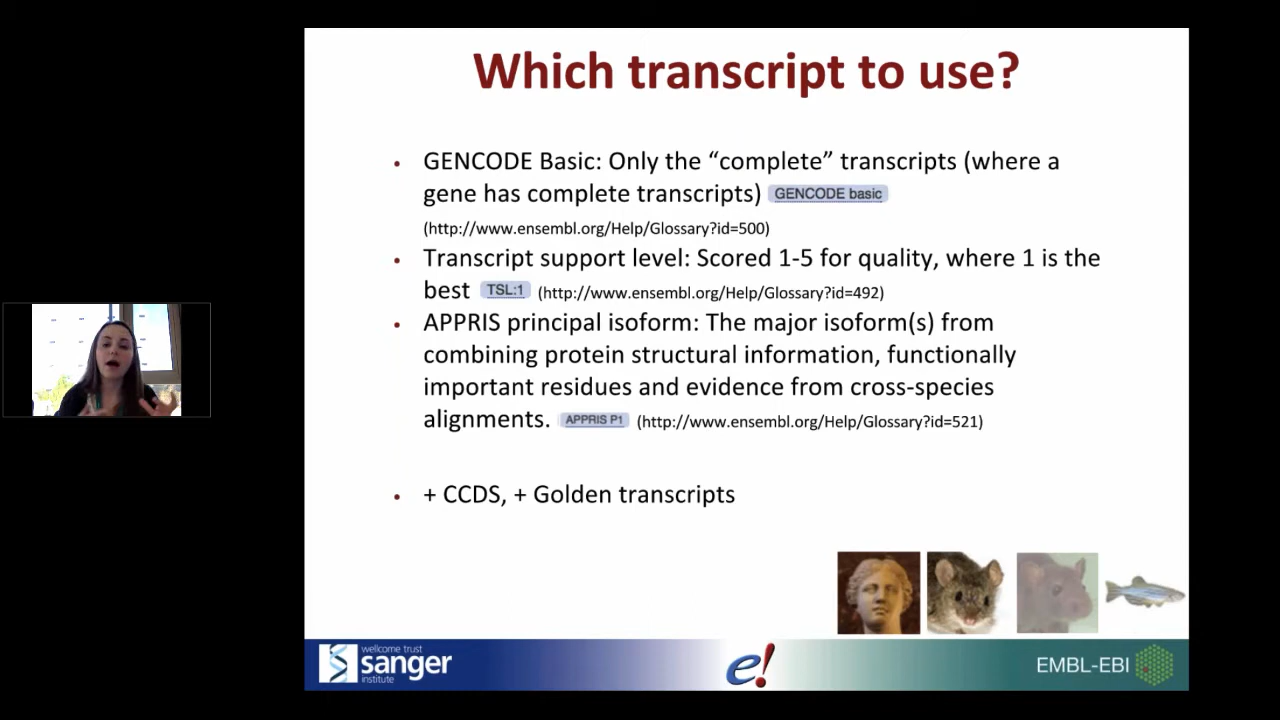 Which transcript to use?
• GENCODE Basic: Only the “complete” transcripts (where a
gene has complete transcripts) GENCODE basic
(http://www.ensembl.org/Help/Glossary?id=500)
• Transcript support level: Scored 1-5 for quality, where 1 is the
best TSL:1 (http://www.ensembl.org/Help/Glossary?id=492)
• APPRIS principal isoform: The major isoform(s) from
combining protein structural information, functionally
important residues and evidence from cross-species
alignments. APPRIS P1 (http://www.ensembl.org/Help/Glossary?id=521)
• + CCDS, + Golden transcripts
wellcome trust
sanger
institute
e!
EMBL-EBI